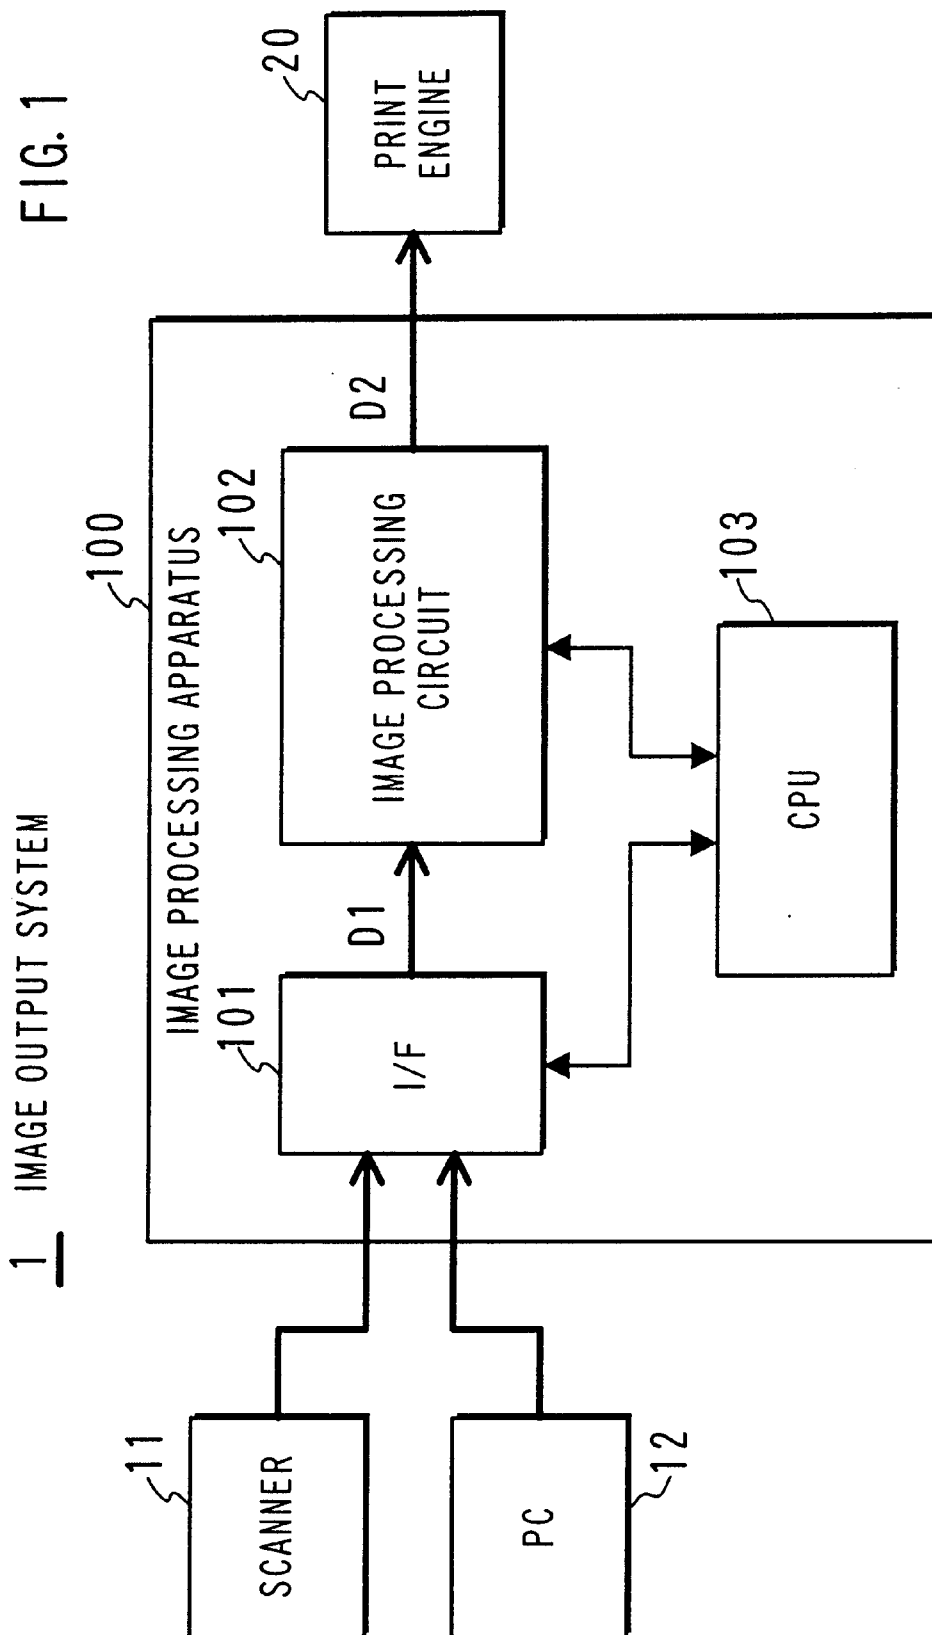 FIG. 1
1 IMAGE OUTPUT SYSTEM
100
IMAGE PROCESSING APPARATUS
11
SCANNER
12
PC
101
I/F
D1
102
IMAGE PROCESSING
CIRCUIT
D2
20
PRINT
ENGINE
103
CPU